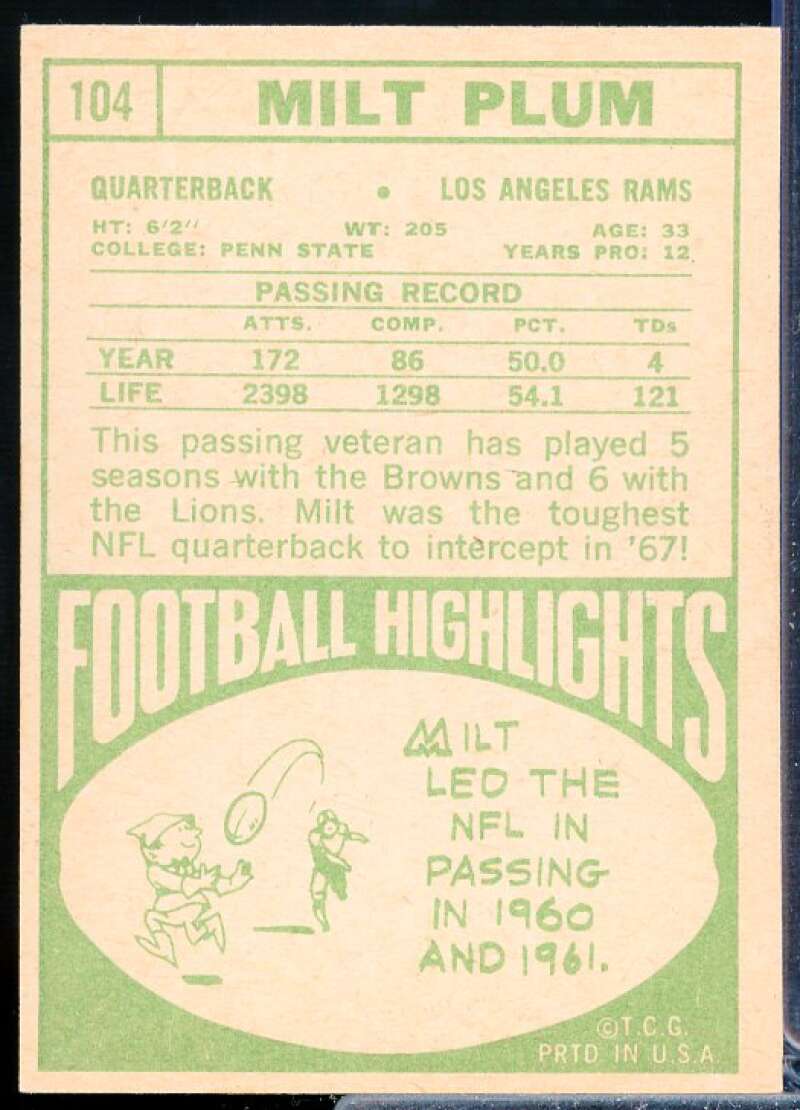 104 MILT PLUM
QUARTERBACK • LOS ANGELES RAMS
HT: 6'2" WT: 205 AGE: 33
COLLEGE: PENN STATE YEARS PRO: 12
PASSING RECORD
ATTS. COMP. PCT. TDs
YEAR 172 86 50.0 4
LIFE 2398 1298 54.1 121
This passing veteran has played 5
seasons with the Browns and 6 with
the Lions. Milt was the toughest
NFL quarterback to intercept in '67!
FOOTBALL HIGHLIGHTS
MILT
LED THE
NFL IN
PASSING
IN 1960
AND 1961.
©T.C.G.
PRTD IN U.S.A